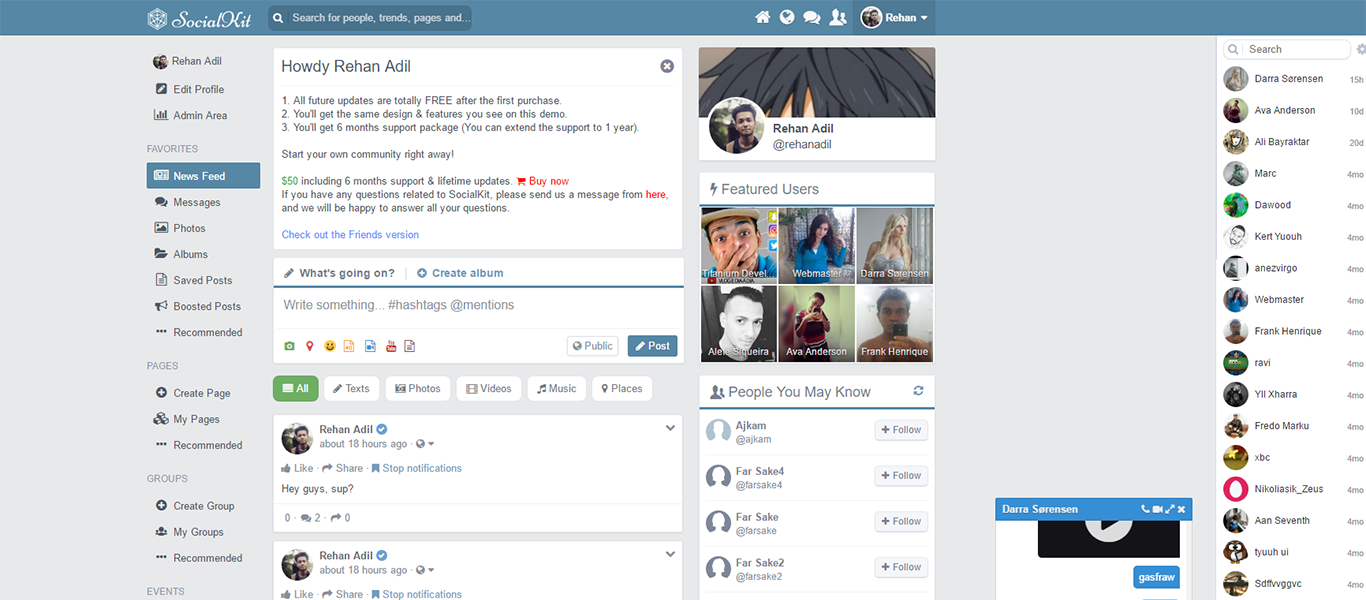 SocialKit
Search for people, trends, pages and...
Rehan
Rehan Adil
Edit Profile
Admin Area
FAVORITES
News Feed
Messages
Photos
Albums
Saved Posts
Boosted Posts
Recommended
PAGES
Create Page
My Pages
Recommended
GROUPS
Create Group
My Groups
Recommended
EVENTS
Howdy Rehan Adil
1. All future updates are totally FREE after the first purchase.
2. You'll get the same design & features you see on this demo.
3. You'll get 6 months support package (You can extend the support to 1 year).
Start your own community right away!
$50 including 6 months support & lifetime updates. Buy now
If you have any questions related to SocialKit, please send us a message from here,
and we will be happy to answer all your questions.
Check out the Friends version
What's going on? Create album
Write something... #hashtags @mentions
Public Post
All Texts Photos Videos Music Places
Rehan Adil
about 18 hours ago ·
Like · Share · Stop notifications
Hey guys, sup?
0 · 2 · 0
Rehan Adil
about 18 hours ago ·
Like · Share · Stop notifications
Rehan Adil
@rehanadil
Featured Users
Titanium Devel Webmaster Darra Sørensen
Alefe Siqueira Ava Anderson Frank Henrique
People You May Know
Ajkam
@ajkam
+ Follow
Far Sake4
@farsake4
+ Follow
Far Sake
@farsake
+ Follow
Far Sake2
@farsake2
+ Follow
Darra Sørensen
gasfraw
Search
Darra Sørensen 15h
Ava Anderson 10d
Ali Bayraktar 20d
Marc 4mo
Dawood 4mo
Kert Yuouh 4mo
anezvirgo 4mo
Webmaster 4mo
Frank Henrique 4mo
ravi 4mo
Yll Xharra 4mo
Fredo Marku 4mo
xbc 4mo
Nikoliasik_Zeus 4mo
Aan Seventh 4mo
tyuuh ui 4mo
Sdffvvggvc 4mo